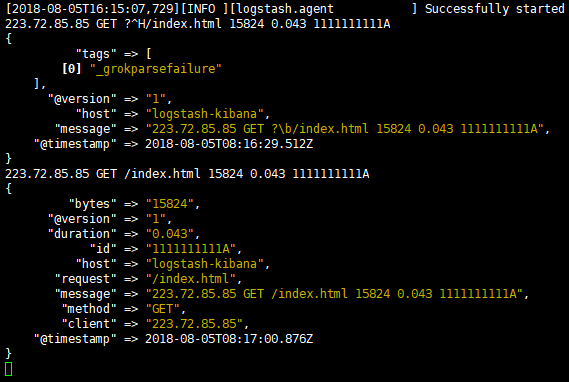 [2018-08-05T16:15:07,729][INFO ][logstash.agent           ] Successfully started
223.72.85.85 GET ?^H/index.html 15824 0.043 1111111111A
{
          "tags" => [
        [0] "_grokparsefailure"
    ],
      "@version" => "1",
          "host" => "logstash-kibana",
       "message" => "223.72.85.85 GET ?\b/index.html 15824 0.043 1111111111A",
    "@timestamp" => 2018-08-05T08:16:29.512Z
}
223.72.85.85 GET /index.html 15824 0.043 1111111111A
{
         "bytes" => "15824",
      "@version" => "1",
      "duration" => "0.043",
            "id" => "1111111111A",
          "host" => "logstash-kibana",
       "request" => "/index.html",
       "message" => "223.72.85.85 GET /index.html 15824 0.043 1111111111A",
        "method" => "GET",
        "client" => "223.72.85.85",
    "@timestamp" => 2018-08-05T08:17:00.876Z
}